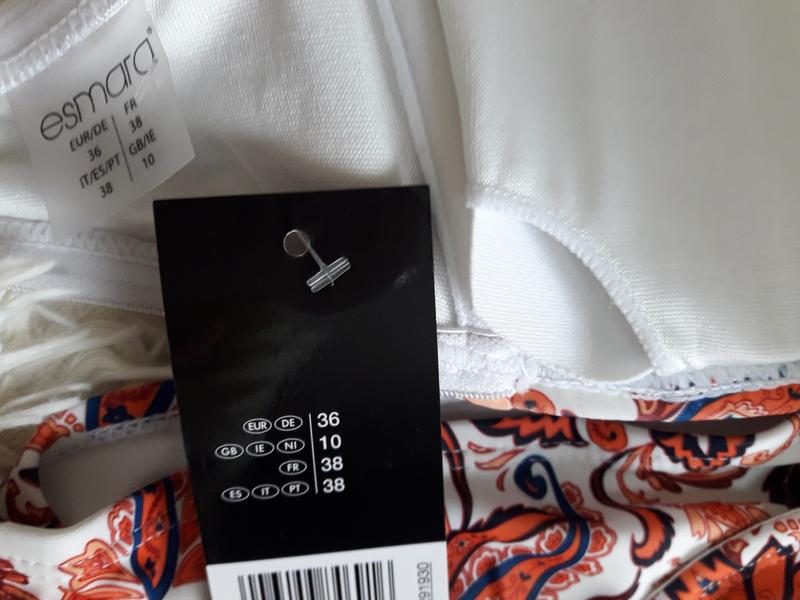 esmara®
EUR/DE FR
36 38
IT/ES/PT GB/IE
38 10
EUR DE 36
GB IE NI 10
FR 38
ES IT PT 38
91930